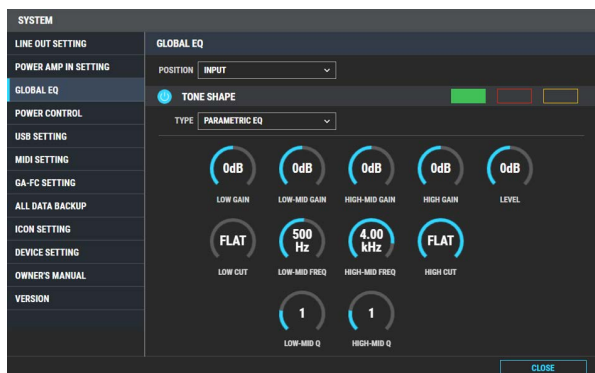 SYSTEM
LINE OUT SETTING
POWER AMP IN SETTING
GLOBAL EQ
POWER CONTROL
USB SETTING
MIDI SETTING
GA-FC SETTING
ALL DATA BACKUP
ICON SETTING
DEVICE SETTING
OWNER'S MANUAL
VERSION
GLOBAL EQ
POSITION INPUT
TONE SHAPE
TYPE PARAMETRIC EQ
0dB 0dB 0dB 0dB 0dB
LOW GAIN LOW-MID GAIN HIGH-MID GAIN HIGH GAIN LEVEL
FLAT 500 Hz 4.00 kHz FLAT
LOW CUT LOW-MID FREQ HIGH-MID FREQ HIGH CUT
1 1
LOW-MID Q HIGH-MID Q
CLOSE